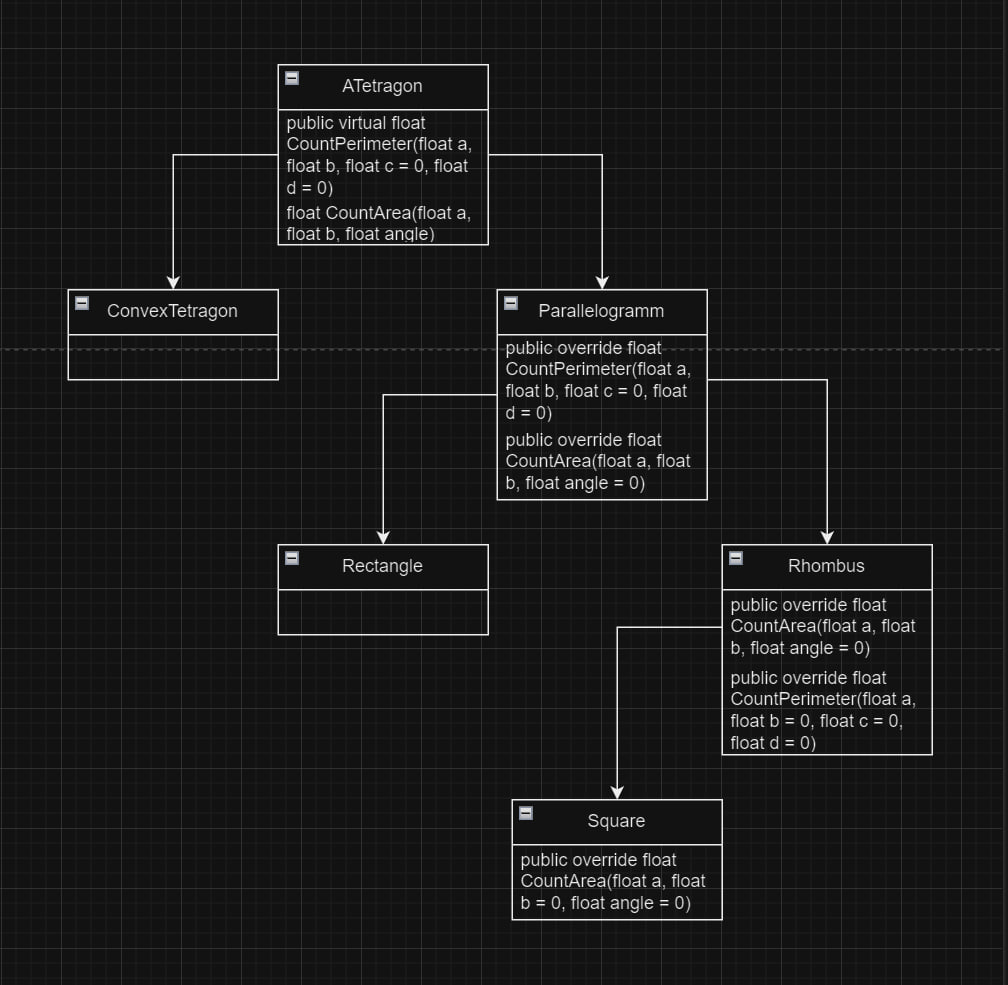 ATetragon
public virtual float
CountPerimeter(float a,
float b, float c = 0, float
d = 0)
float CountArea(float a,
float b, float angle)
ConvexTetragon
Parallelogramm
public override float
CountPerimeter(float a,
float b, float c = 0, float
d = 0)
public override float
CountArea(float a, float
b, float angle = 0)
Rectangle
Rhombus
public override float
CountArea(float a, float
b, float angle = 0)
public override float
CountPerimeter(float a,
float b = 0, float c = 0,
float d = 0)
Square
public override float
CountArea(float a, float
b = 0, float angle = 0)